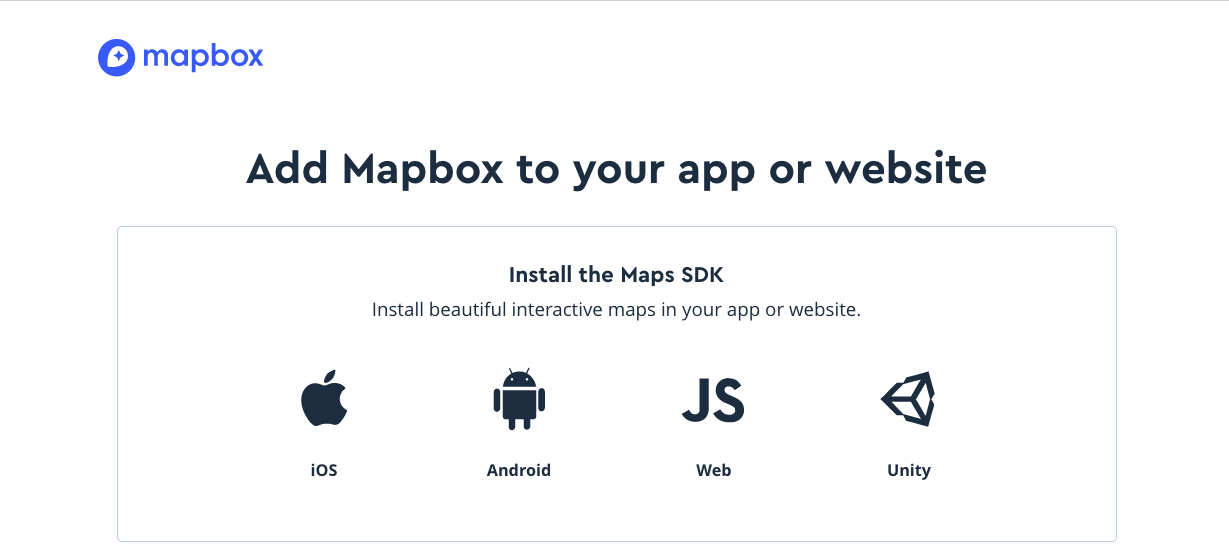 mapbox
Add Mapbox to your app or website
Install the Maps SDK
Install beautiful interactive maps in your app or website.
JS
iOS
Android
Web
Unity